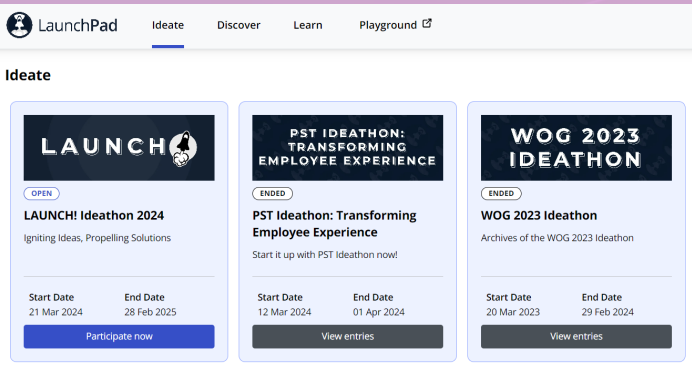 LaunchPad
Ideate
Discover
Learn
Playground
Ideate
LAUNCH
OPEN
LAUNCH! Ideathon 2024
Igniting Ideas, Propelling Solutions
Start Date
End Date
21 Mar 2024
28 Feb 2025
Participate now
PST IDEATHON:
TRANSFORMING
EMPLOYEE EXPERIENCE
ENDED
PST Ideathon: Transforming
Employee Experience
Start it up with PST Ideathon now!
Start Date
End Date
12 Mar 2024
01 Apr 2024
View entries
WOG 2023
IDEATHON
ENDED
WOG 2023 Ideathon
Archives of the WOG 2023 Ideathon
Start Date
End Date
20 Mar 2023
29 Feb 2024
View entries